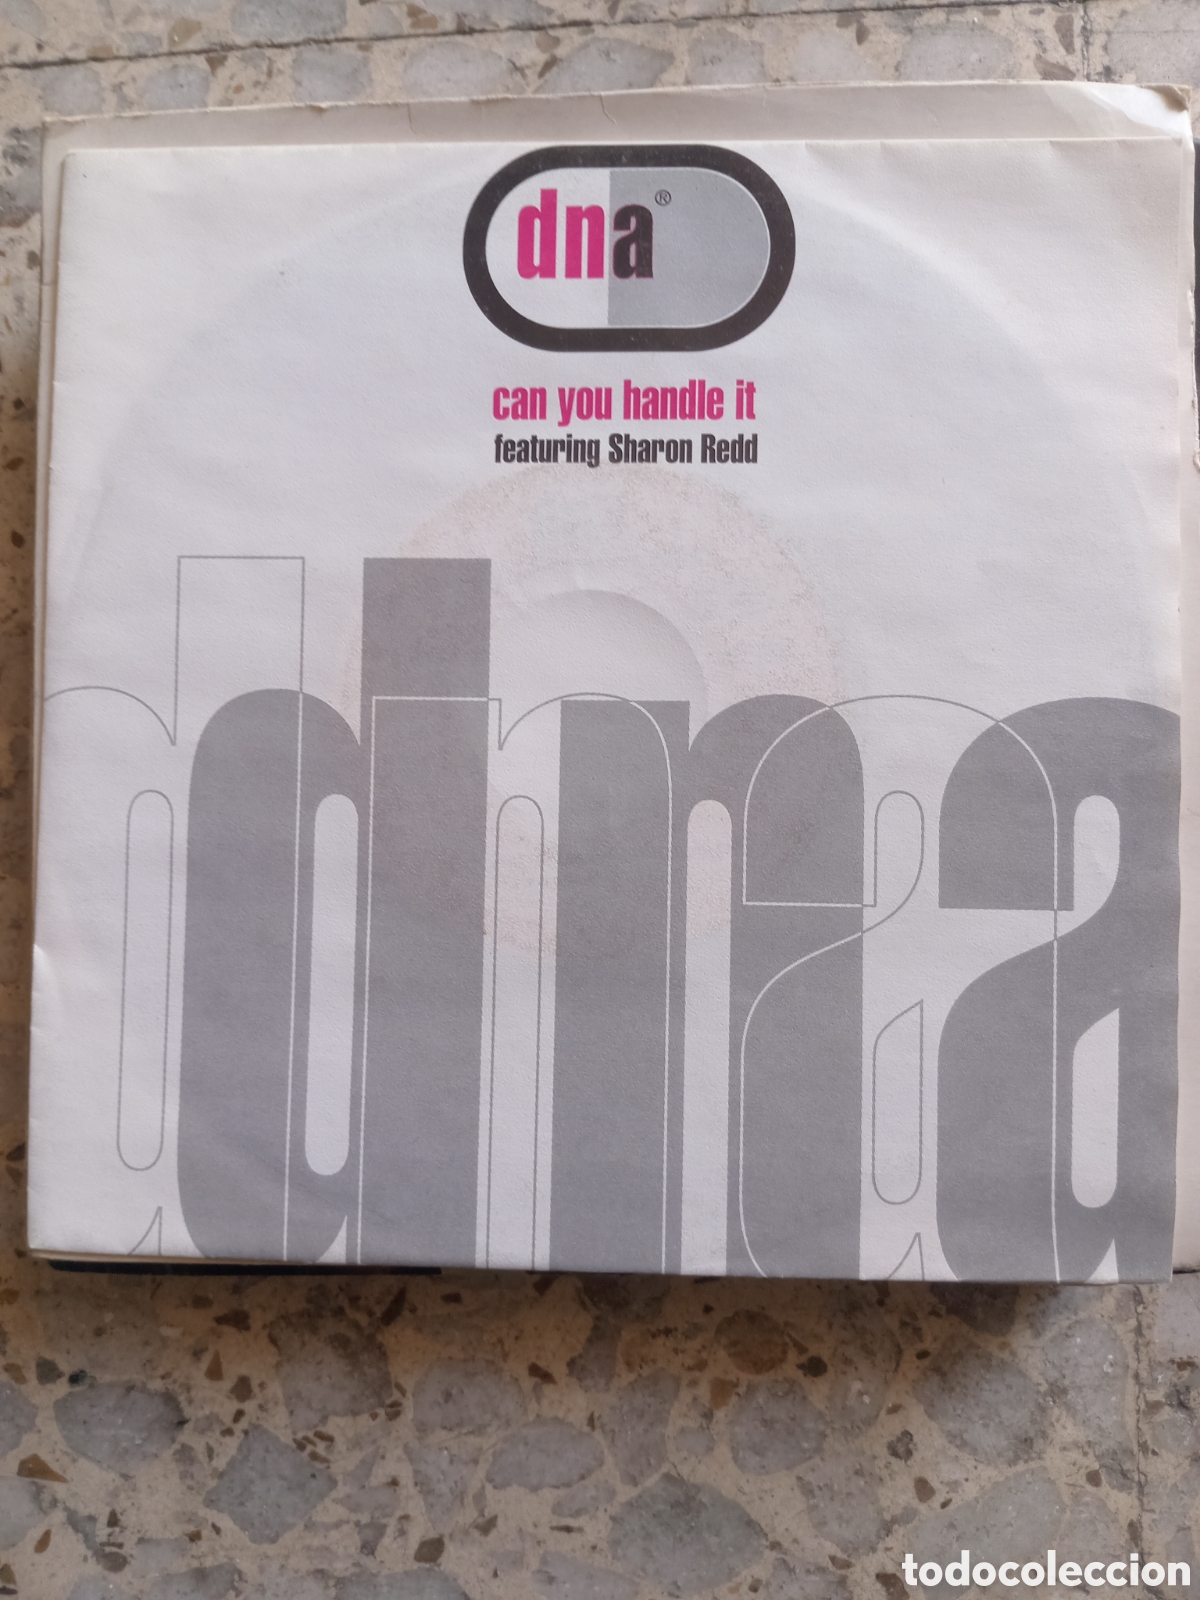 dna®
can you handle it
featuring Sharon Redd
dna
todocoleccion